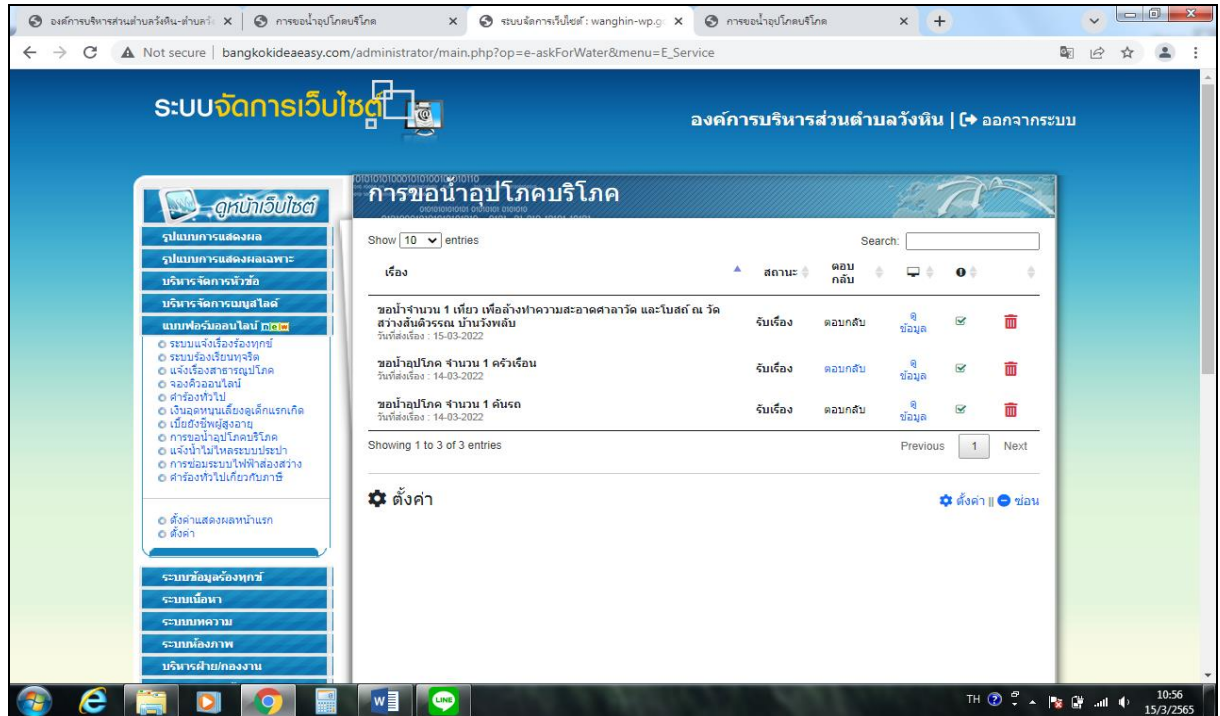 องค์การบริหารส่วนตำบลวังหิน-ตำบลวัง
การขอน้ำอุปโภคบริโภค
ระบบจัดการเว็บไซต์ : wanghin-wp.g
การขอน้ำอุปโภคบริโภค
Not secure | bangkokideaeasy.com/administrator/main.php?op=e-askForWater&menu=E_Service
ระบบจัดการเว็บไซต์
องค์การบริหารส่วนตำบลวังหิน | ออกจากระบบ
ดูหน้าเว็บไซต์
รูปแบบการแสดงผล
รูปแบบการแสดงผลเฉพาะ
บริหารจัดการหัวข้อ
บริหารจัดการเมนูสไลด์
แบบฟอร์มออนไลน์ new
ระบบแจ้งเรื่องร้องทุกข์
ระบบร้องเรียนทุจริต
แจ้งเรื่องสาธารณูปโภค
จองคิวออนไลน์
คำร้องทั่วไป
เงินอุดหนุนเลี้ยงดูเด็กแรกเกิด
เบี้ยยังชีพผู้สูงอายุ
การขอน้ำอุปโภคบริโภค
แจ้งน้ำไม่ไหลระบบประปา
การซ่อมระบบไฟฟ้าส่องสว่าง
คำร้องทั่วไปเกี่ยวกับภาษี
ตั้งค่าแสดงผลหน้าแรก
ตั้งค่า
ระบบข้อมูลร้องทุกข์
ระบบเนื้อหา
ระบบบทความ
ระบบห้องภาพ
บริหารฝ่าย/กองงาน
การขอน้ำอุปโภคบริโภค
Show 10 entries
Search:
เรื่อง สถานะ ตอบกลับ
ขอน้ำจำนวน 1 เที่ยว เพื่อล้างทำความสะอาดศาลาวัด และโบสถ์ ณ วัด
สว่างสันติวรรณ บ้านวังพลับ รับเรื่อง ตอบกลับ ดูข้อมูล
วันที่ส่งเรื่อง : 15-03-2022
ขอน้ำอุปโภค จำนวน 1 ครัวเรือน รับเรื่อง ตอบกลับ ดูข้อมูล
วันที่ส่งเรื่อง : 14-03-2022
ขอน้ำอุปโภค จำนวน 1 คันรถ รับเรื่อง ตอบกลับ ดูข้อมูล
วันที่ส่งเรื่อง : 14-03-2022
Showing 1 to 3 of 3 entries
Previous 1 Next
ตั้งค่า
ตั้งค่า || ซ่อน
TH
10:56
15/3/2565